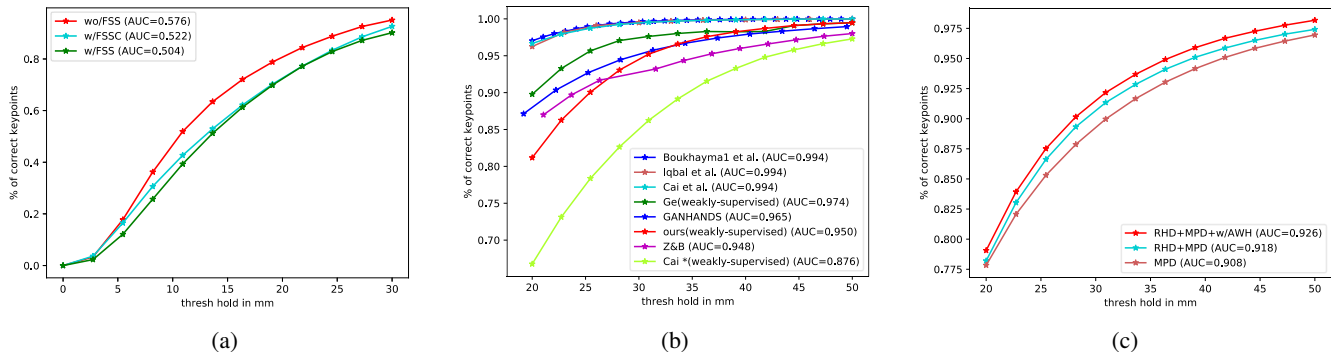 wo/FSS (AUC=0.576)
w/FSSC (AUC=0.522)
w/FSS (AUC=0.504)
% of correct keypoints
0.8
0.6
0.4
0.2
0.0
0 5 10 15 20 25 30
thresh hold in mm
(a)
% of correct keypoints
1.00
0.95
0.90
0.85
0.80
0.75
0.70
Boukhayma1 et al. (AUC=0.994)
Iqbal et al. (AUC=0.994)
Cai et al. (AUC=0.994)
Ge(weakly-supervised) (AUC=0.974)
GANHANDS (AUC=0.965)
ours(weakly-supervised) (AUC=0.950)
Z&B (AUC=0.948)
Cai *(weakly-supervised) (AUC=0.876)
20 25 30 35 40 45 50
thresh hold in mm
(b)
% of correct keypoints
0.975
0.950
0.925
0.900
0.875
0.850
0.825
0.800
0.775
RHD+MPD+w/AWH (AUC=0.926)
RHD+MPD (AUC=0.918)
MPD (AUC=0.908)
20 25 30 35 40 45 50
thresh hold in mm
(c)